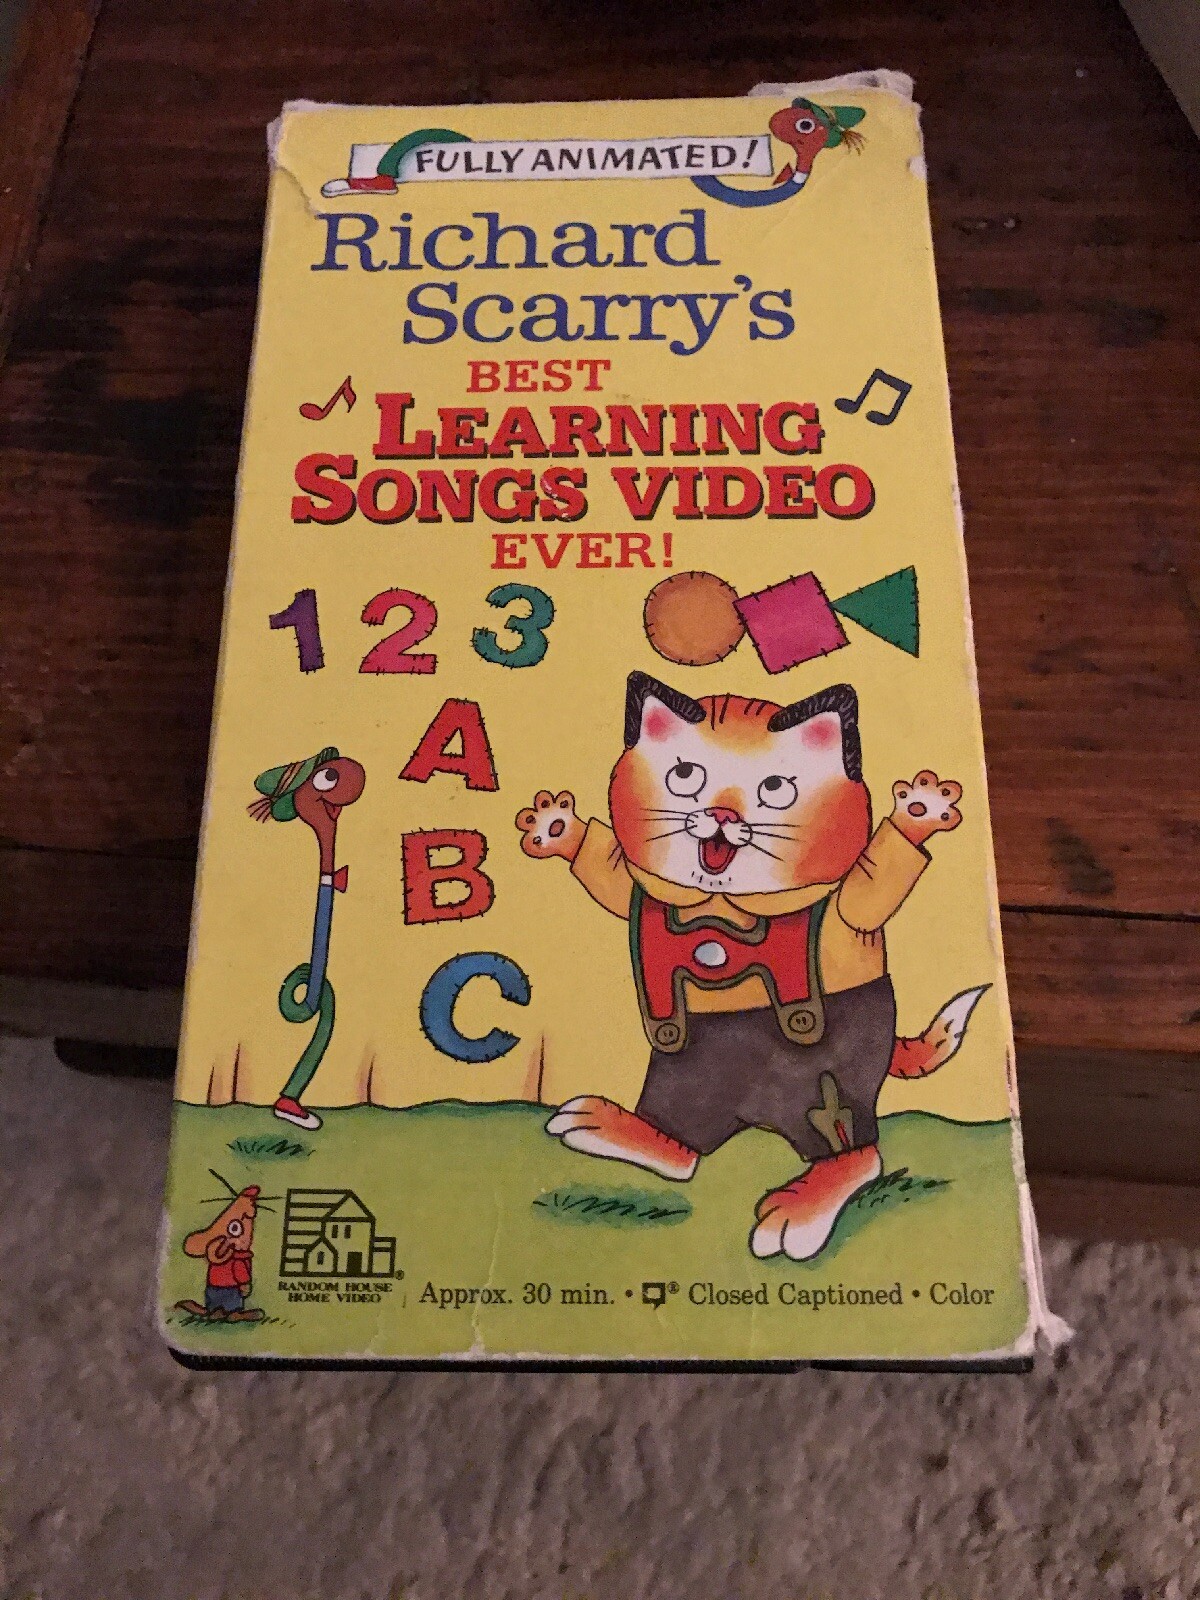 FULLY ANIMATED!
Richard
Scarry's
BEST
LEARNING
SONGS VIDEO
EVER!
1 2 3
A
B
C
RANDOM HOUSE
HOME VIDEO
®
Approx. 30 min. • ® Closed Captioned • Color